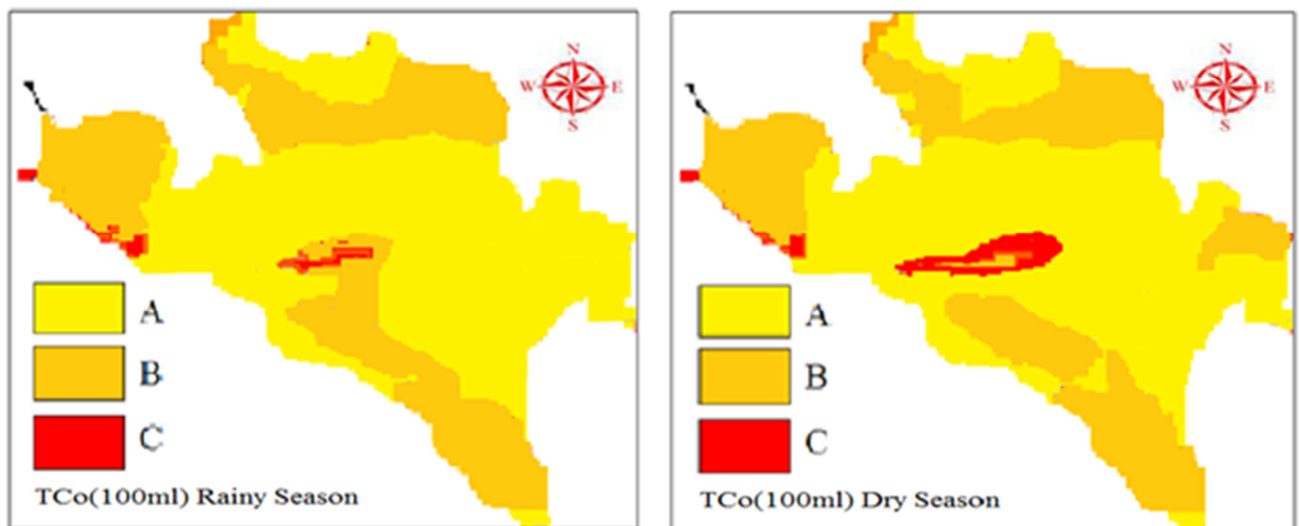 N
W E
S
A
B
C
TCo(100ml) Rainy Season
N
W E
S
A
B
C
TCo(100ml) Dry Season